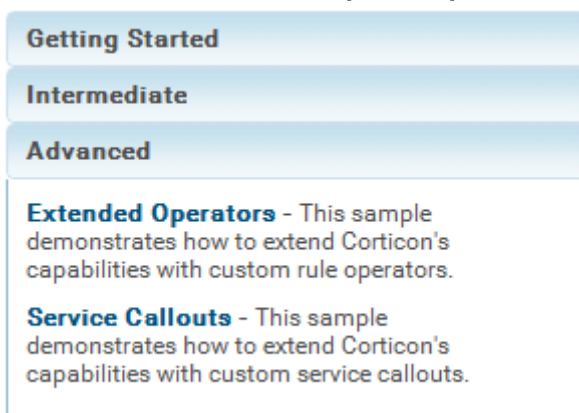 Getting Started
Intermediate
Advanced
Extended Operators - This sample
demonstrates how to extend Corticon's
capabilities with custom rule operators.
Service Callouts - This sample
demonstrates how to extend Corticon's
capabilities with custom service callouts.